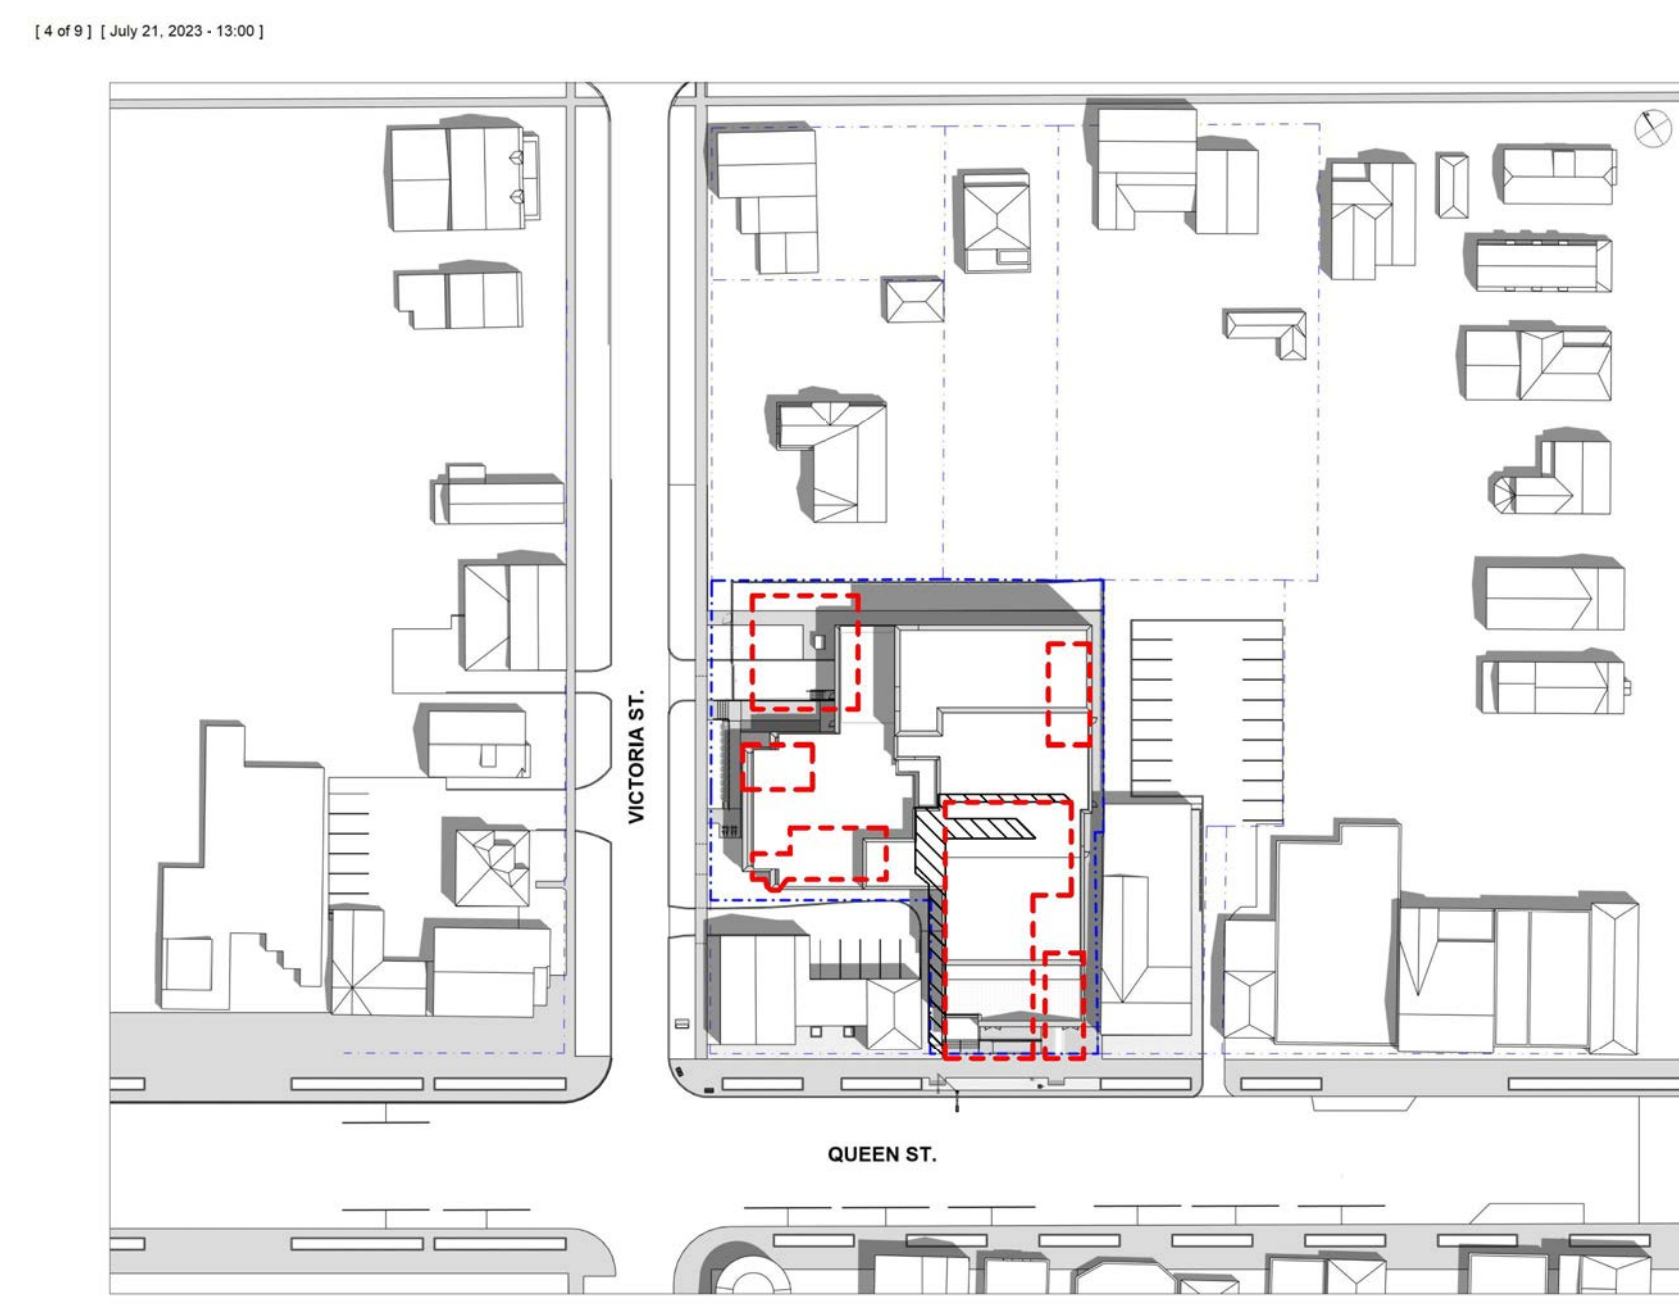 [ 4 of 9 ] [ July 21, 2023 - 13:00 ]
VICTORIA ST.
QUEEN ST.